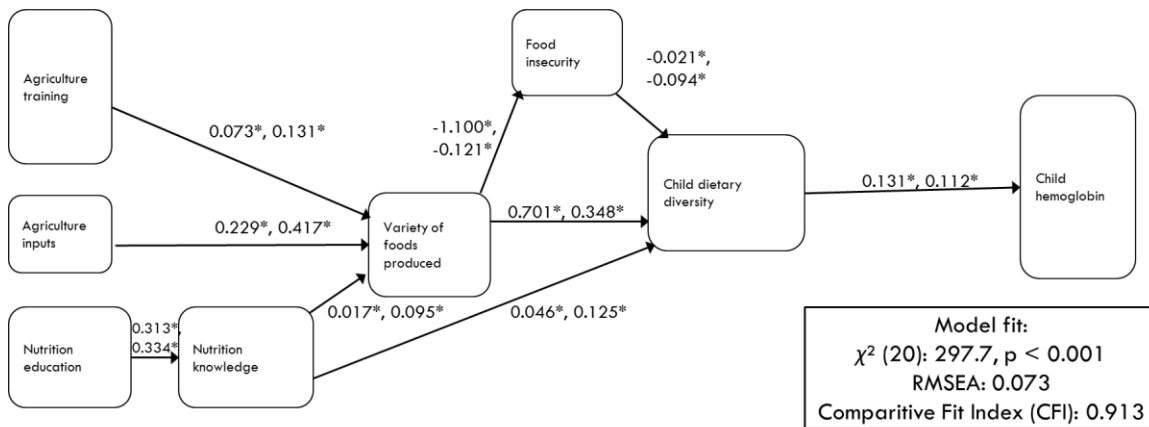 Agriculture
training
0.073*, 0.131*
Food
insecurity
-0.021*,
-0.094*
-1.100*,
-0.121*
Agriculture
inputs
0.229*, 0.417*
Variety of
foods
produced
0.701*, 0.348*
Child dietary
diversity
0.131*, 0.112*
Child
hemoglobin
Nutrition
education
0.313*,
0.334*
Nutrition
knowledge
0.017*, 0.095*
0.046*, 0.125*
Model fit:
χ² (20): 297.7, p < 0.001
RMSEA: 0.073
Comparitive Fit Index (CFI): 0.913